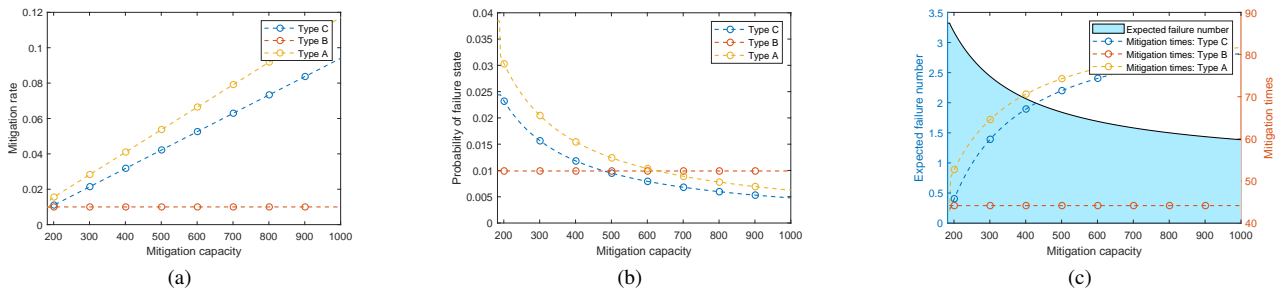 0.12
0.1
0.08
0.06
0.04
0.02
0
Mitigation rate
200 300 400 500 600 700 800 900 1000
Mitigation capacity
Type C
Type B
Type A
(a)
0.04
0.035
0.03
0.025
0.02
0.015
0.01
0.005
0
Probability of failure state
200 300 400 500 600 700 800 900 1000
Mitigation capacity
Type C
Type B
Type A
(b)
3.5
3
2.5
2
1.5
1
0.5
0
Expected failure number
200 300 400 500 600 700 800 900 1000
Mitigation capacity
Expected failure number
Mitigation times: Type C
Mitigation times: Type B
Mitigation times: Type A
90
80
70
60
50
40
Mitigation times
(c)